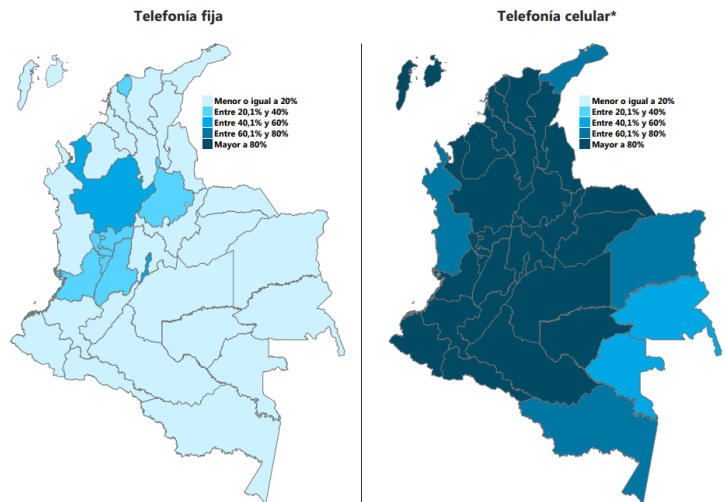 Telefonía fija
Menor o igual a 20%
Entre 20,1% y 40%
Entre 40,1% y 60%
Entre 60,1% y 80%
Mayor a 80%
Telefonía celular*
Menor o igual a 20%
Entre 20,1% y 40%
Entre 40,1% y 60%
Entre 60,1% y 80%
Mayor a 80%